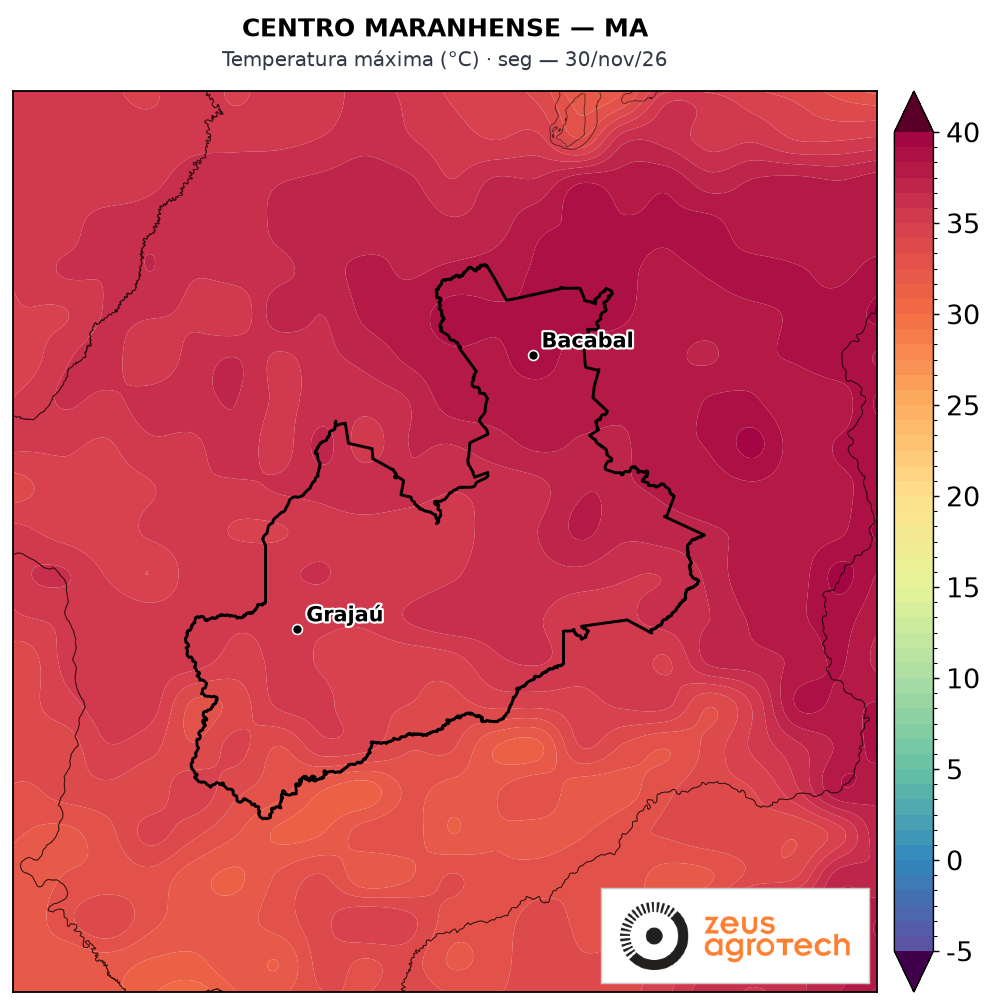 CENTRO MARANHENSE — MA
Temperatura máxima (°C) · seg — 30/nov/26
40
35
30
25
20
15
10
5
0
-5
Bacabal
Grajaú
zeus
agrotech